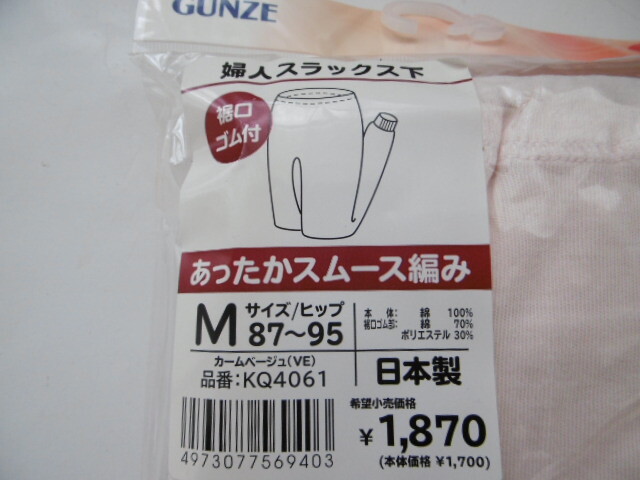 GUNZE
婦人スラックス下
裾口
ゴム付
あったかスムース編み
M サイズ/ヒップ
87～95
本 体: 綿 100%
裾口ゴム部: 綿 70%
ポリエステル 30%
カームベージュ(VE)
品番:KQ4061
日本製
希望小売価格
¥1,870
(本体価格 ¥1,700)
4973077569403